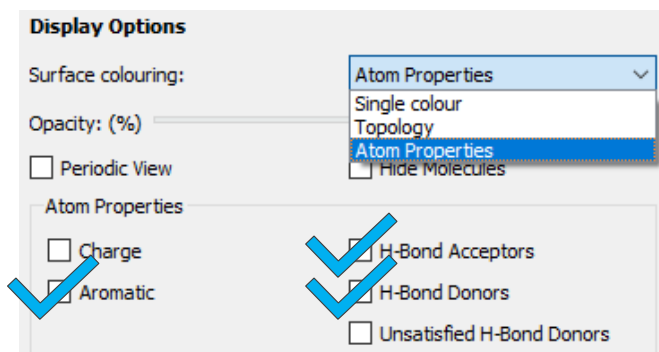 Display Options
Surface colouring: Atom Properties
Single colour
Opacity: (%) Topology
Atom Properties
Periodic View Hide Molecules
Atom Properties
Charge H-Bond Acceptors
Aromatic H-Bond Donors
Unsatisfied H-Bond Donors